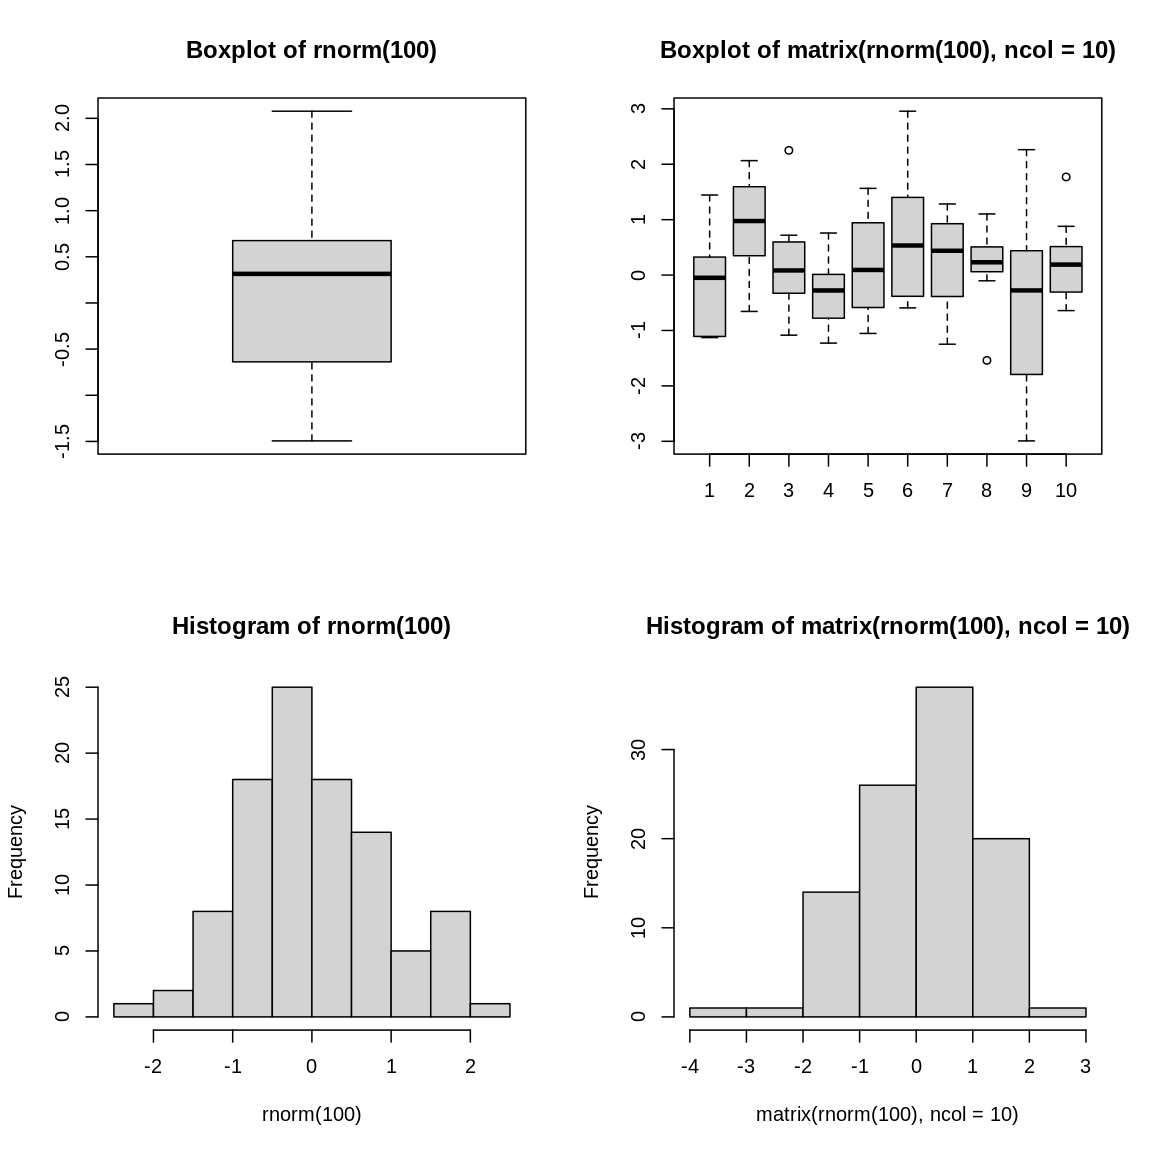 Boxplot of rnorm(100)
2.0
1.5
1.0
0.5
-0.5
-1.5
Boxplot of matrix(rnorm(100), ncol = 10)
3
2
1
0
-1
-2
-3
1 2 3 4 5 6 7 8 9 10
Histogram of rnorm(100)
Frequency
25
20
15
10
5
0
-2 -1 0 1 2
rnorm(100)
Histogram of matrix(rnorm(100), ncol = 10)
Frequency
30
20
10
0
-4 -3 -2 -1 0 1 2 3
matrix(rnorm(100), ncol = 10)